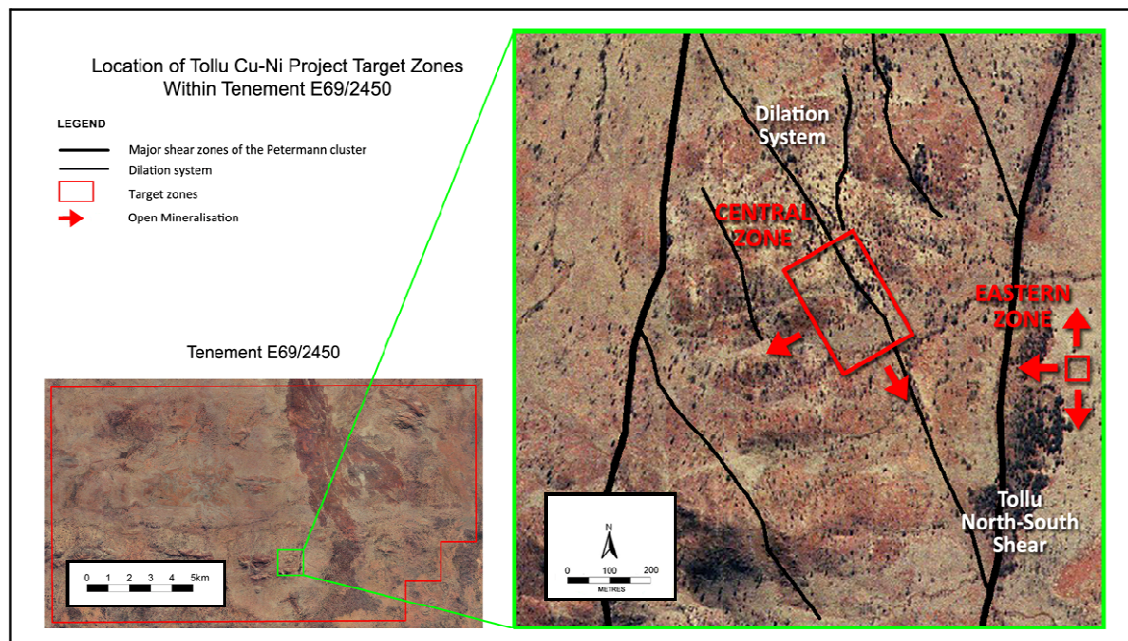 Location of Tollu Cu-Ni Project Target Zones
Within Tenement E69/2450
LEGEND
Major shear zones of the Petermann cluster
Dilation system
Target zones
Open Mineralisation
Tenement E69/2450
0 1 2 3 4 5km
Dilation
System
CENTRAL
ZONE
EASTERN
ZONE
Tollu
North-South
Shear
N
0 100 200
METRES